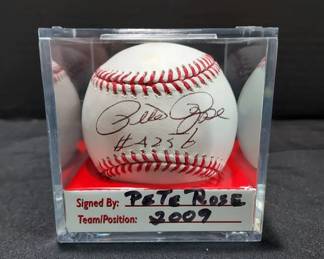 Pete Rose
#4256
Signed By: PETE ROSE
Team/Position: 2009